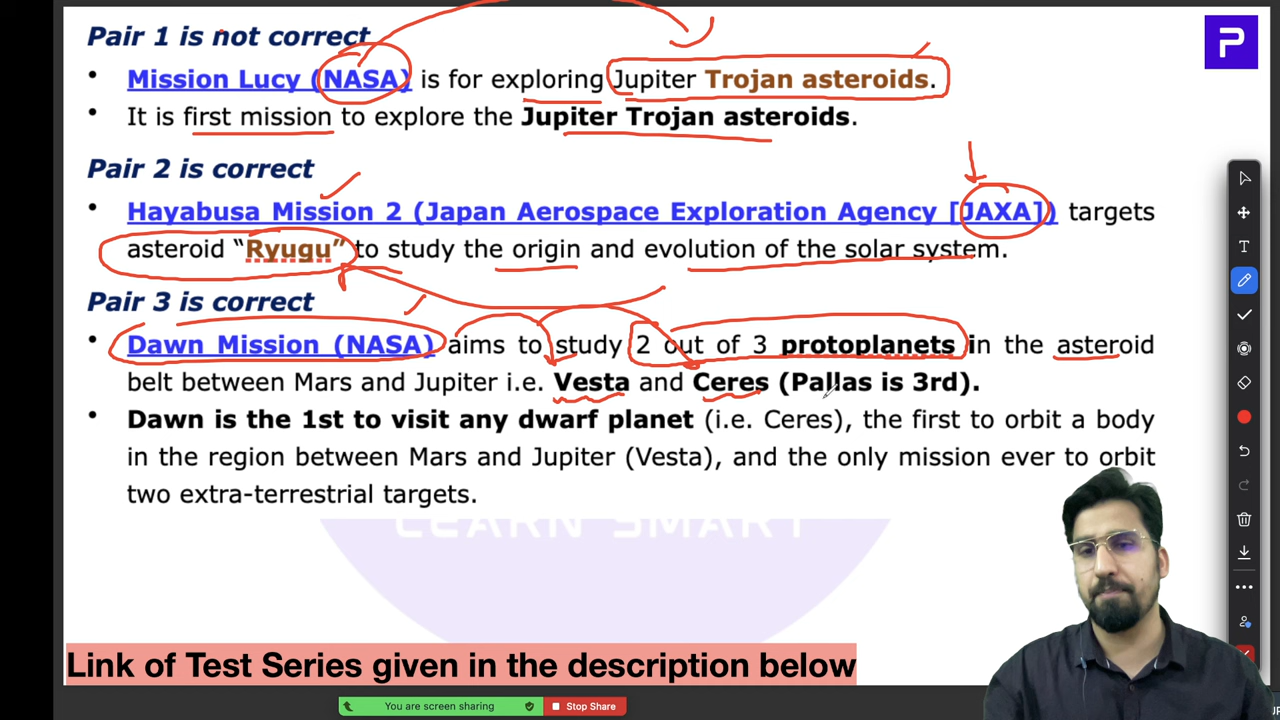 Pair 1 is not correct
P
• Mission Lucy (NASA) is for exploring Jupiter Trojan asteroids.
• It is first mission to explore the Jupiter Trojan asteroids.
Pair 2 is correct
• Hayabusa Mission 2 (Japan Aerospace Exploration Agency [JAXA]) targets
asteroid “Ryugu” to study the origin and evolution of the solar system.
Pair 3 is correct
• Dawn Mission (NASA) aims to study 2 out of 3 protoplanets in the asteroid
belt between Mars and Jupiter i.e. Vesta and Ceres (Pallas is 3rd).
• Dawn is the 1st to visit any dwarf planet (i.e. Ceres), the first to orbit a body
in the region between Mars and Jupiter (Vesta), and the only mission ever to orbit
two extra-terrestrial targets.
LEARN SMART
Link of Test Series given in the description below
You are screen sharing
Stop Share